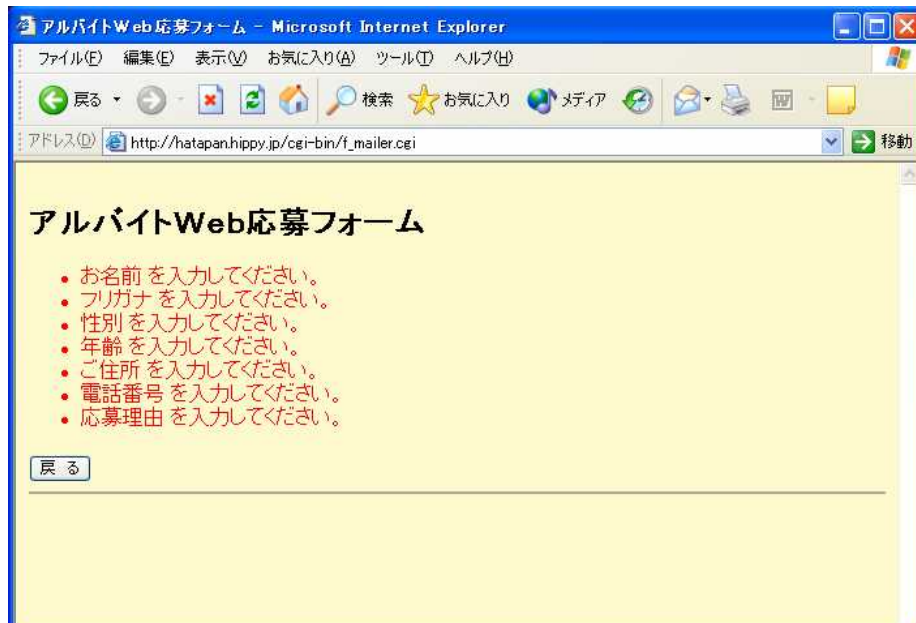 アルバイトWeb応募フォーム - Microsoft Internet Explorer
ファイル(F) 編集(E) 表示(V) お気に入り(A) ツール(T) ヘルプ(H)
戻る 検索 お気に入り メディア W
アドレス(D) http://hatapan.hippy.jp/cgi-bin/f_mailer.cgi 移動
アルバイトWeb応募フォーム
• お名前 を入力してください。
• フリガナ を入力してください。
• 性別 を入力してください。
• 年齢 を入力してください。
• ご住所 を入力してください。
• 電話番号 を入力してください。
• 応募理由 を入力してください。
戻 る